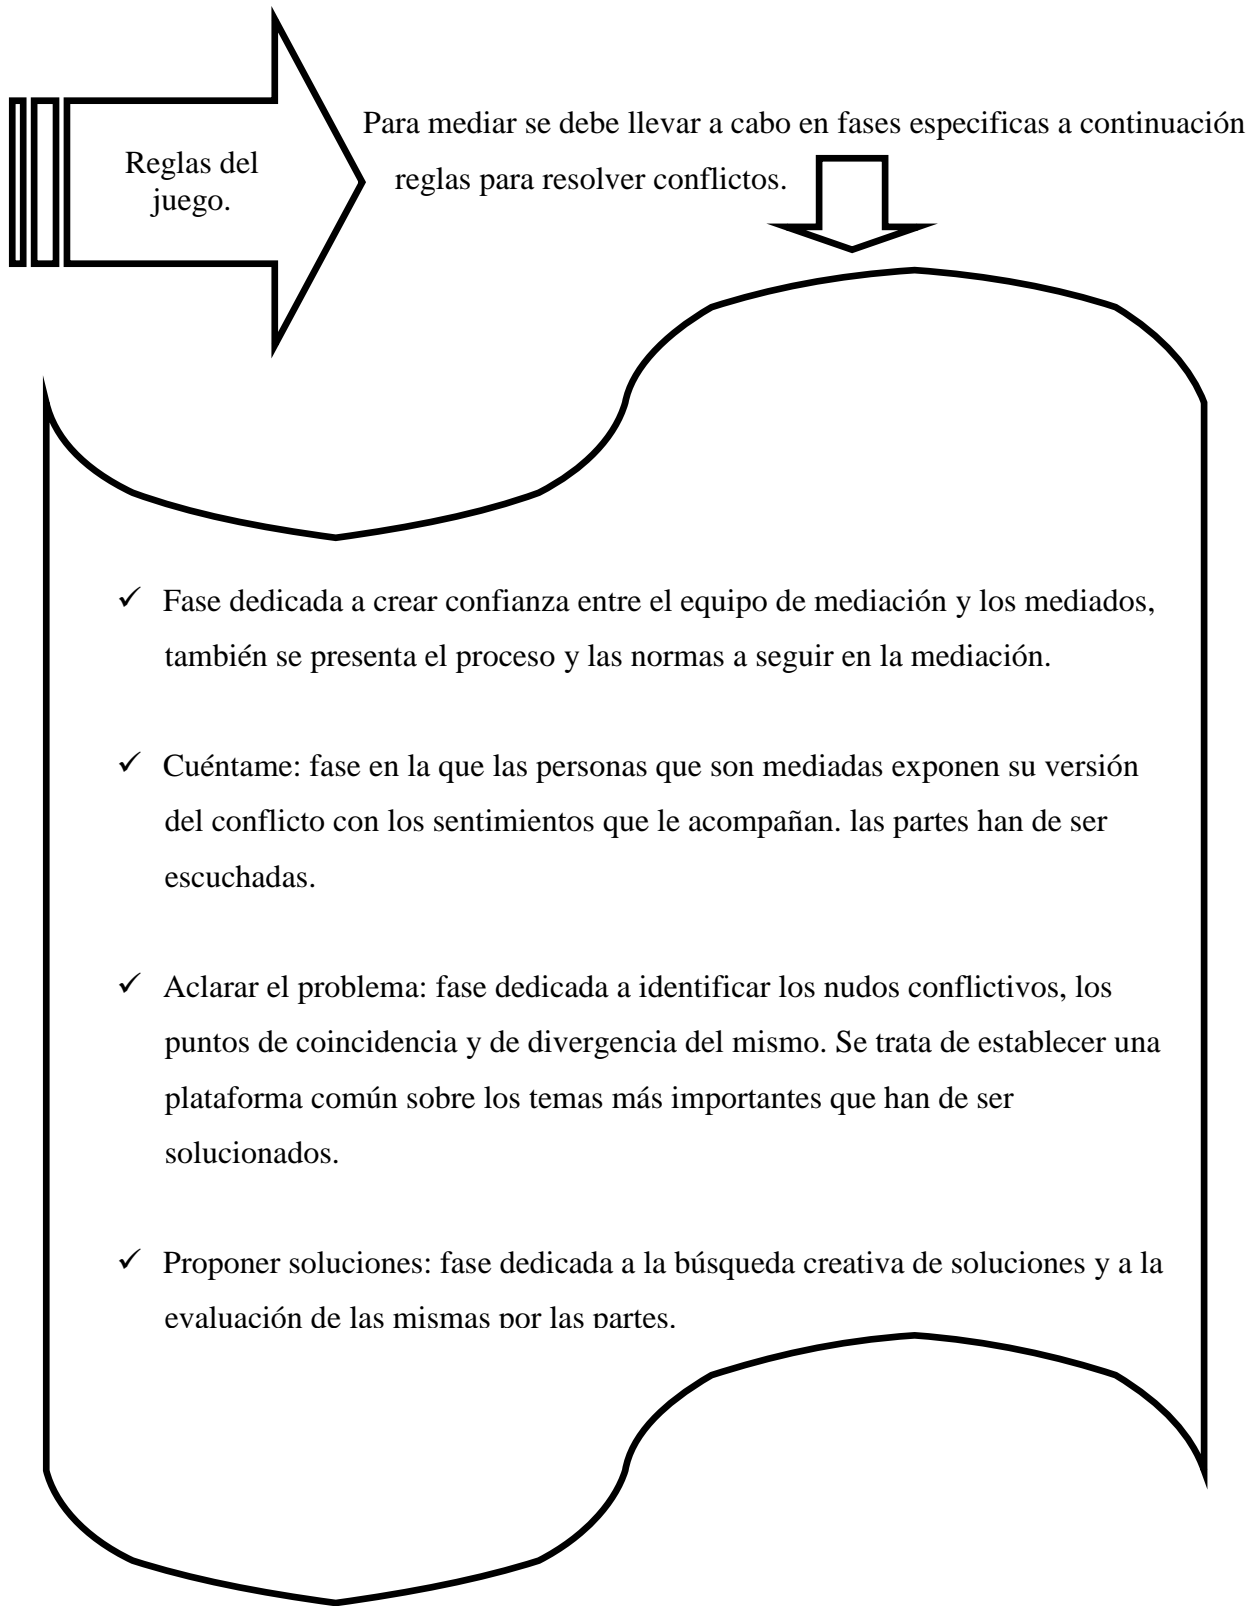 Reglas del
juego.
Para mediar se debe llevar a cabo en fases especificas a continuación
reglas para resolver conflictos.
✓ Fase dedicada a crear confianza entre el equipo de mediación y los mediados,
también se presenta el proceso y las normas a seguir en la mediación.
✓ Cuéntame: fase en la que las personas que son mediadas exponen su versión
del conflicto con los sentimientos que le acompañan. las partes han de ser
escuchadas.
✓ Aclarar el problema: fase dedicada a identificar los nudos conflictivos, los
puntos de coincidencia y de divergencia del mismo. Se trata de establecer una
plataforma común sobre los temas más importantes que han de ser
solucionados.
✓ Proponer soluciones: fase dedicada a la búsqueda creativa de soluciones y a la
evaluación de las mismas por las partes.